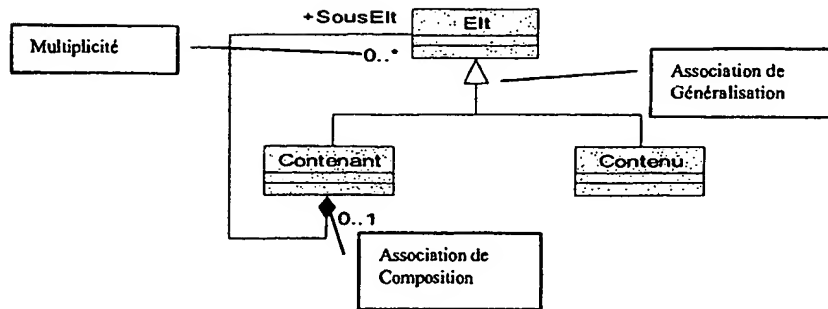 +SousElt
Elt
Multiplicité
0..*
Association de
Généralisation
Contenant
Contenu
0..1
Association de
Composition